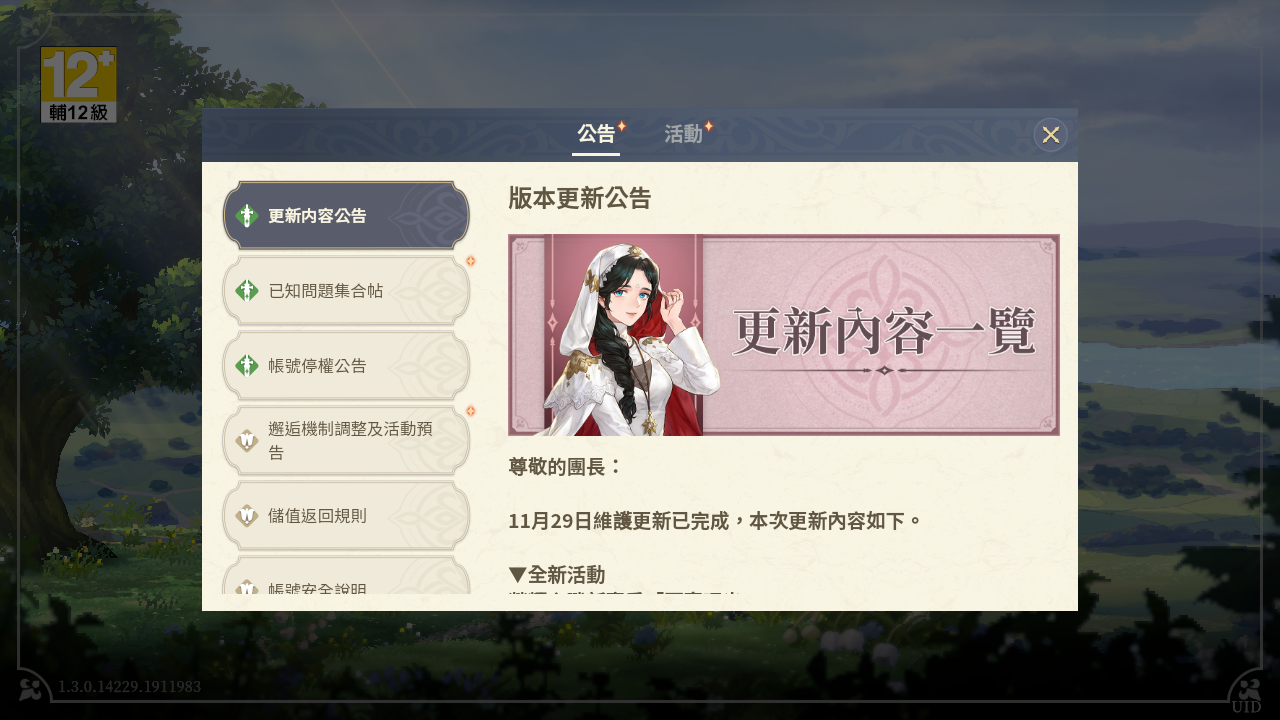 12+
輔12級
公告
活動
更新內容公告
已知問題集合帖
帳號停權公告
邂逅機制調整及活動預
告
儲值返回規則
帳號安全說明
版本更新公告
更新內容一覽
尊敬的團長：
11月29日維護更新已完成，本次更新內容如下。
▼全新活動
1.3.0.14229.1911983
UID